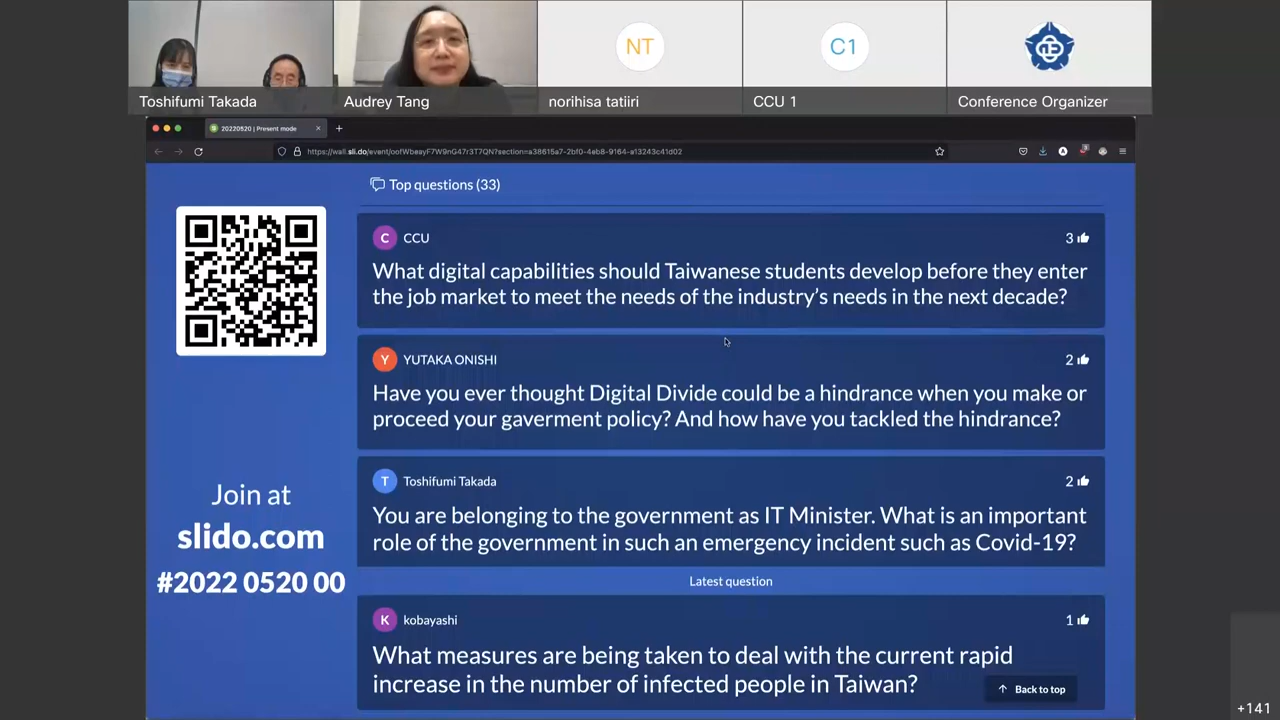 Toshifumi Takada
Audrey Tang
NT
norihisa tatiiri
C1
CCU 1
Conference Organizer
20220520 | Present mode
Top questions (33)
C CCU 3
What digital capabilities should Taiwanese students develop before they enter
the job market to meet the needs of the industry's needs in the next decade?
Y YUTAKA ONISHI 2
Have you ever thought Digital Divide could be a hindrance when you make or
proceed your gaverment policy? And how have you tackled the hindrance?
T Toshifumi Takada 2
You are belonging to the government as IT Minister. What is an important
role of the government in such an emergency incident such as Covid-19?
Latest question
K kobayashi 1
What measures are being taken to deal with the current rapid
increase in the number of infected people in Taiwan?
Back to top
Join at
slido.com
#2022 0520 00
+141